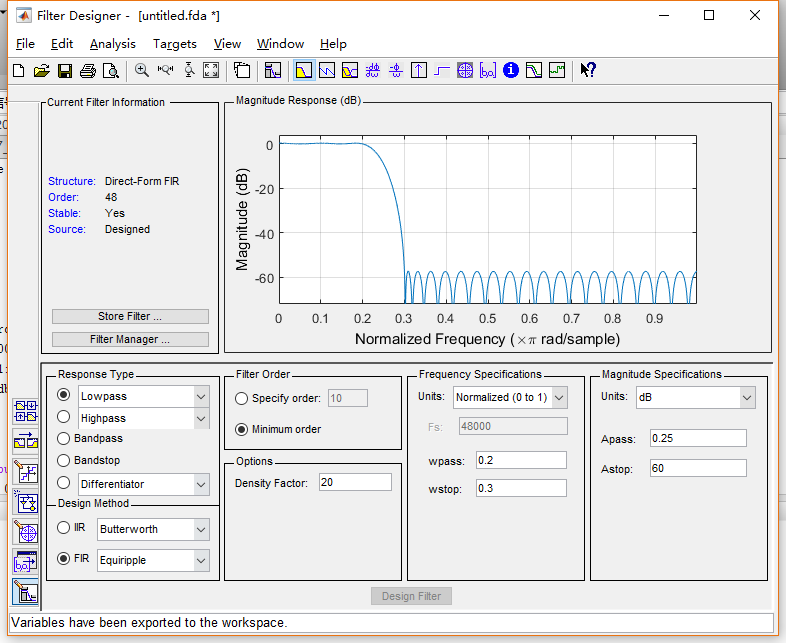 Filter Designer - [untitled.fda *]
File Edit Analysis Targets View Window Help
Current Filter Information
Structure: Direct-Form FIR
Order: 48
Stable: Yes
Source: Designed
Store Filter ...
Filter Manager ...
Magnitude Response (dB)
Magnitude (dB)
0
-20
-40
-60
0 0.1 0.2 0.3 0.4 0.5 0.6 0.7 0.8 0.9
Normalized Frequency (×π rad/sample)
Response Type
Lowpass
Highpass
Bandpass
Bandstop
Differentiator
Design Method
IIR Butterworth
FIR Equiripple
Filter Order
Specify order: 10
Minimum order
Options
Density Factor: 20
Frequency Specifications
Units: Normalized (0 to 1)
Fs: 48000
wpass: 0.2
wstop: 0.3
Magnitude Specifications
Units: dB
Apass: 0.25
Astop: 60
Design Filter
Variables have been exported to the workspace.